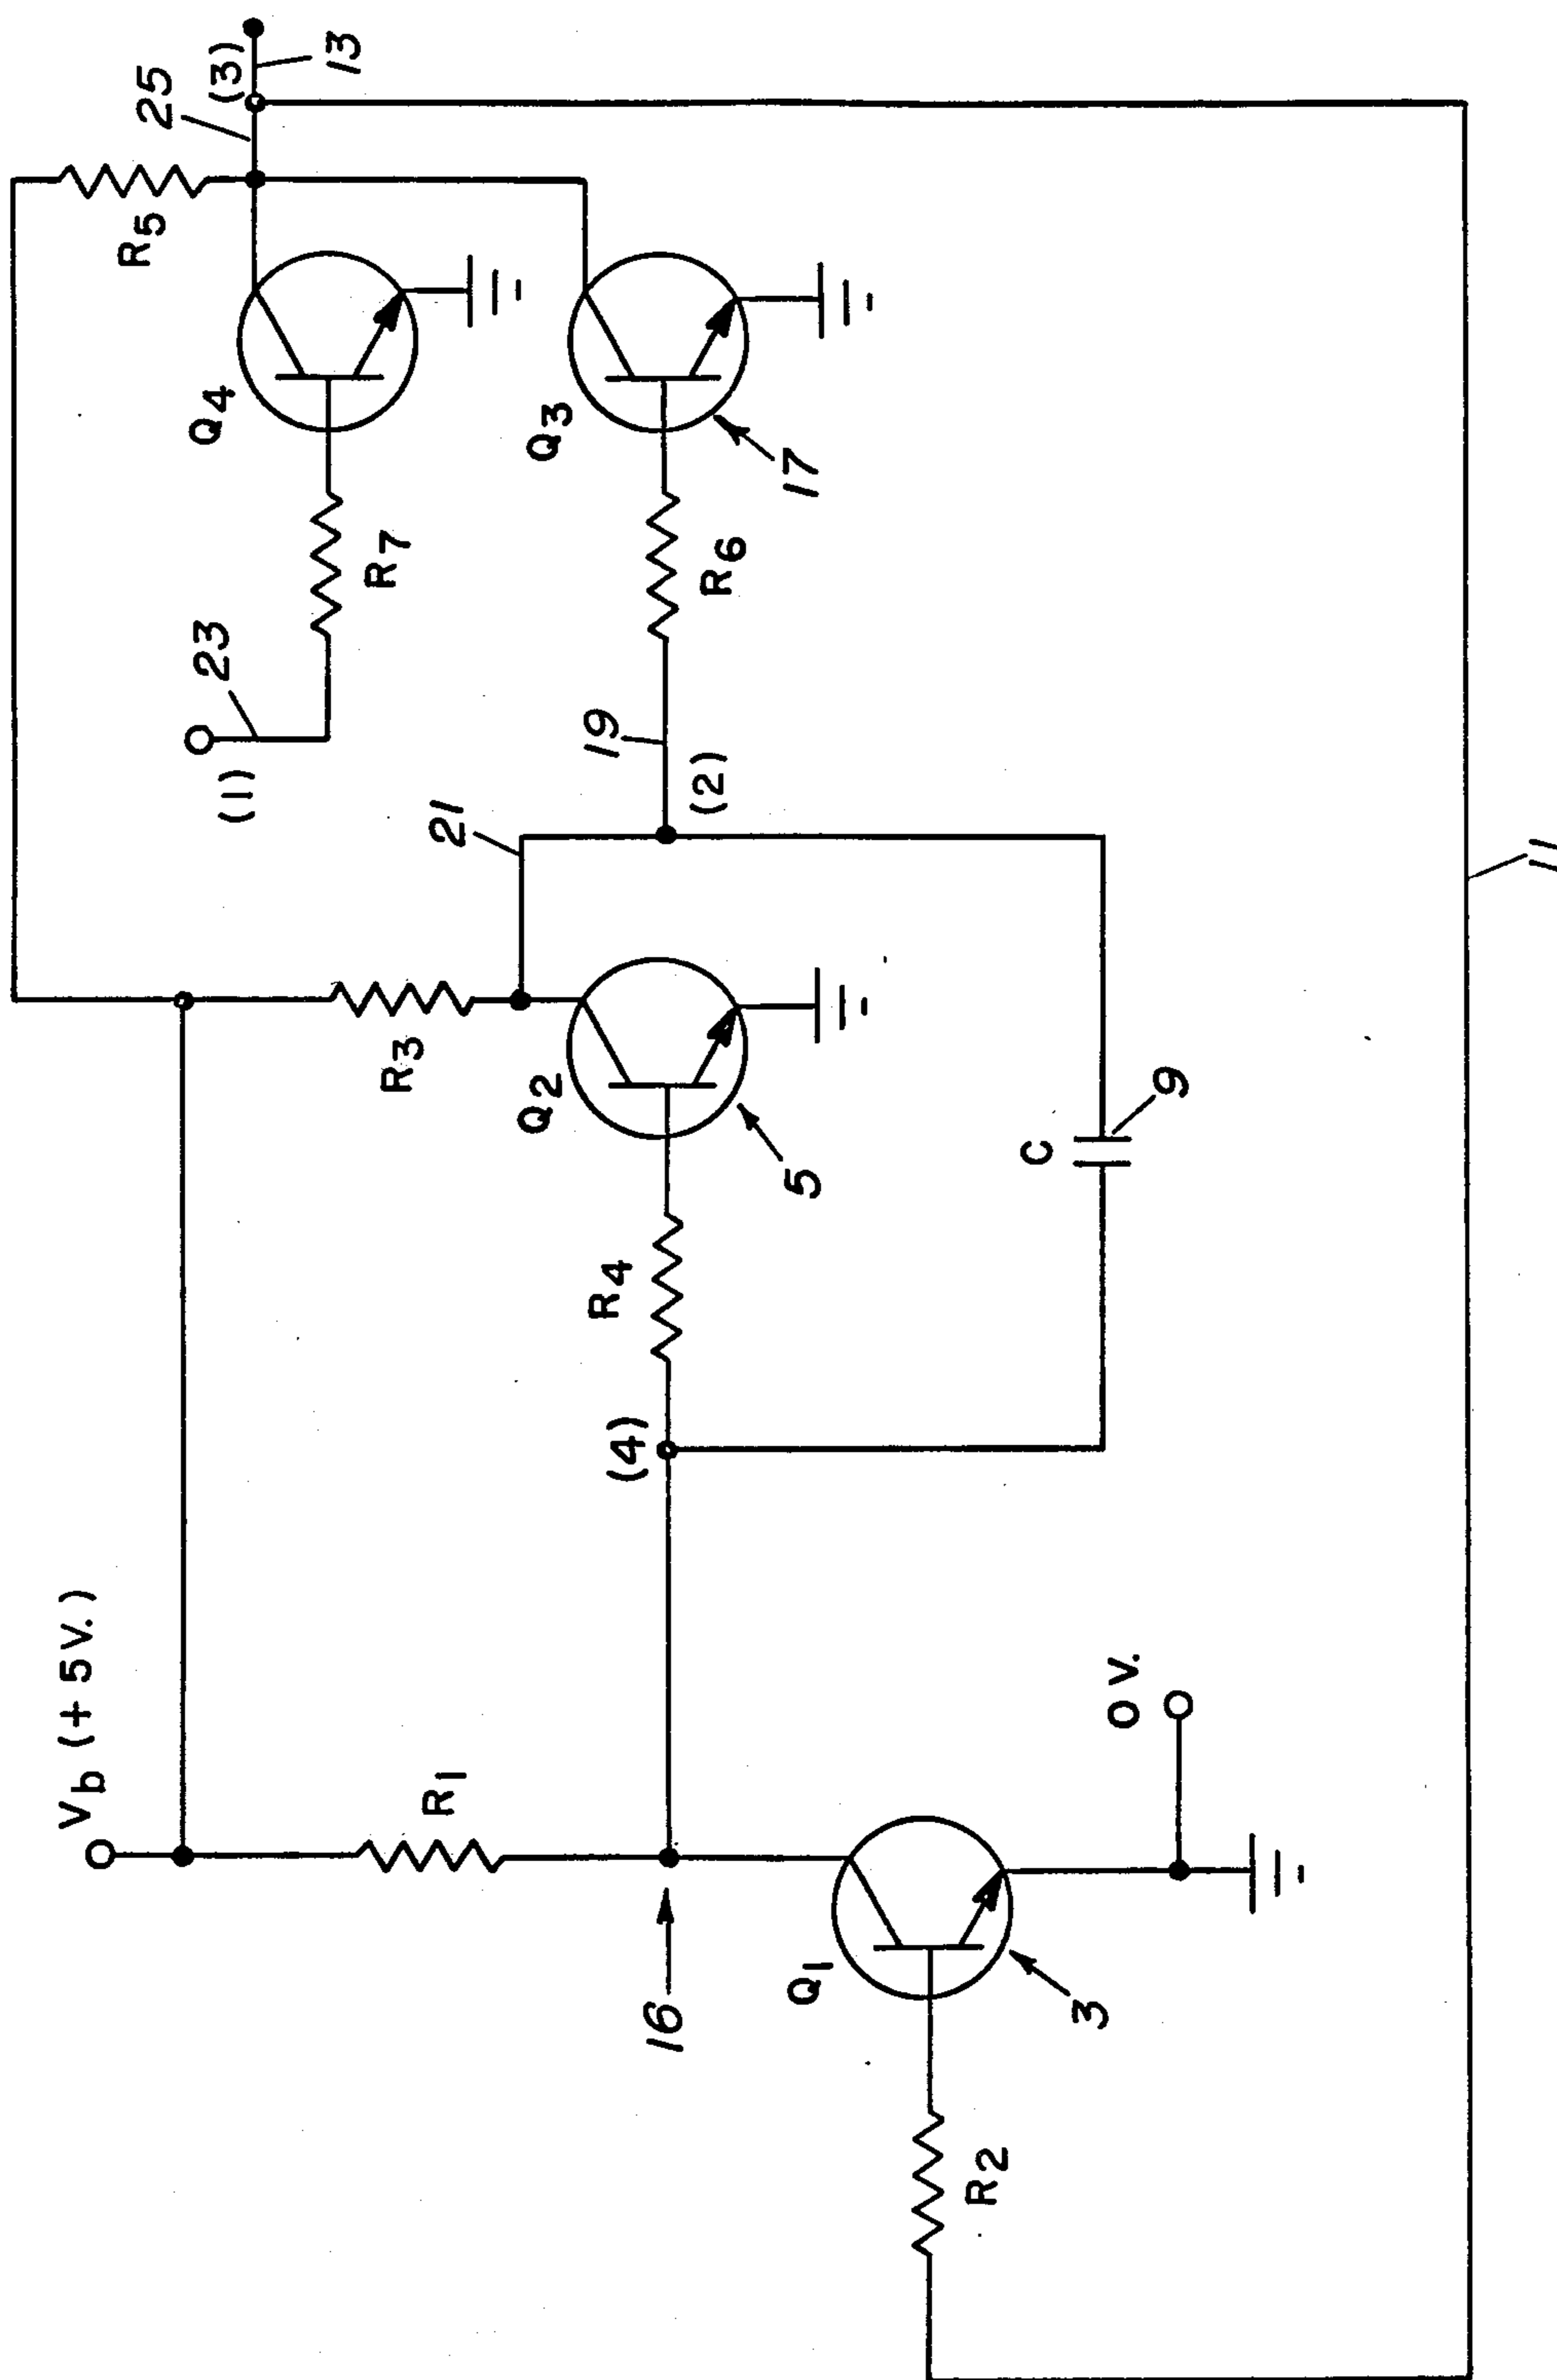 Vb (+5V.)
R1
16
Q1
3
R2
0 V.
(4)
R4
Q2
5
R3
C
9
21
(2)
19
(1)
23
R7
R6
Q4
Q3
17
R5
25
(3)
13
11